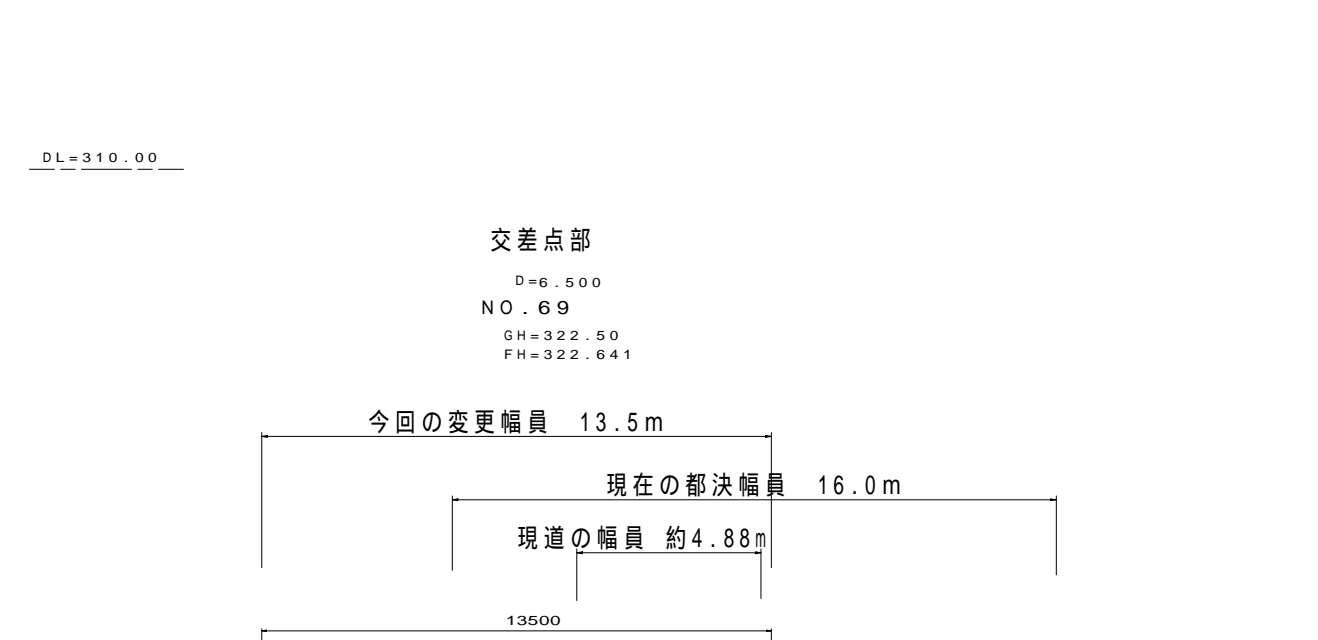 DL=310.00
交差点部
D=6.500
NO.69
GH=322.50
FH=322.641
今回の変更幅員　13.5m
現在の都決幅員　16.0m
現道の幅員 約4.88m
13500